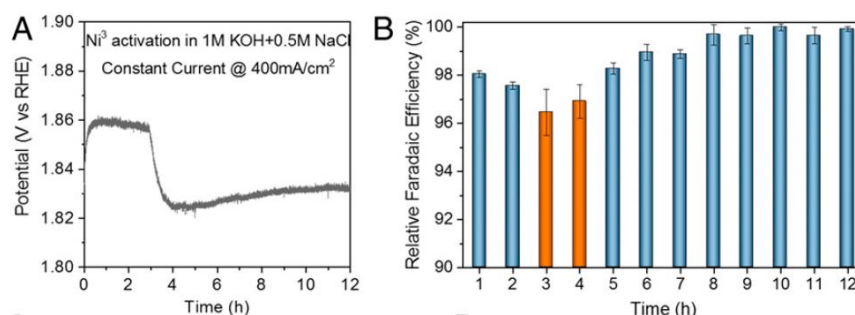 A
Ni³ activation in 1M KOH+0.5M NaCl
Constant Current @ 400mA/cm²
Potential (V vs RHE)
1.90
1.88
1.86
1.84
1.82
1.80
0 2 4 6 8 10 12
Time (h)
B
Relative Faradaic Efficiency (%)
100
98
96
94
92
90
1 2 3 4 5 6 7 8 9 10 11 12
Time (h)